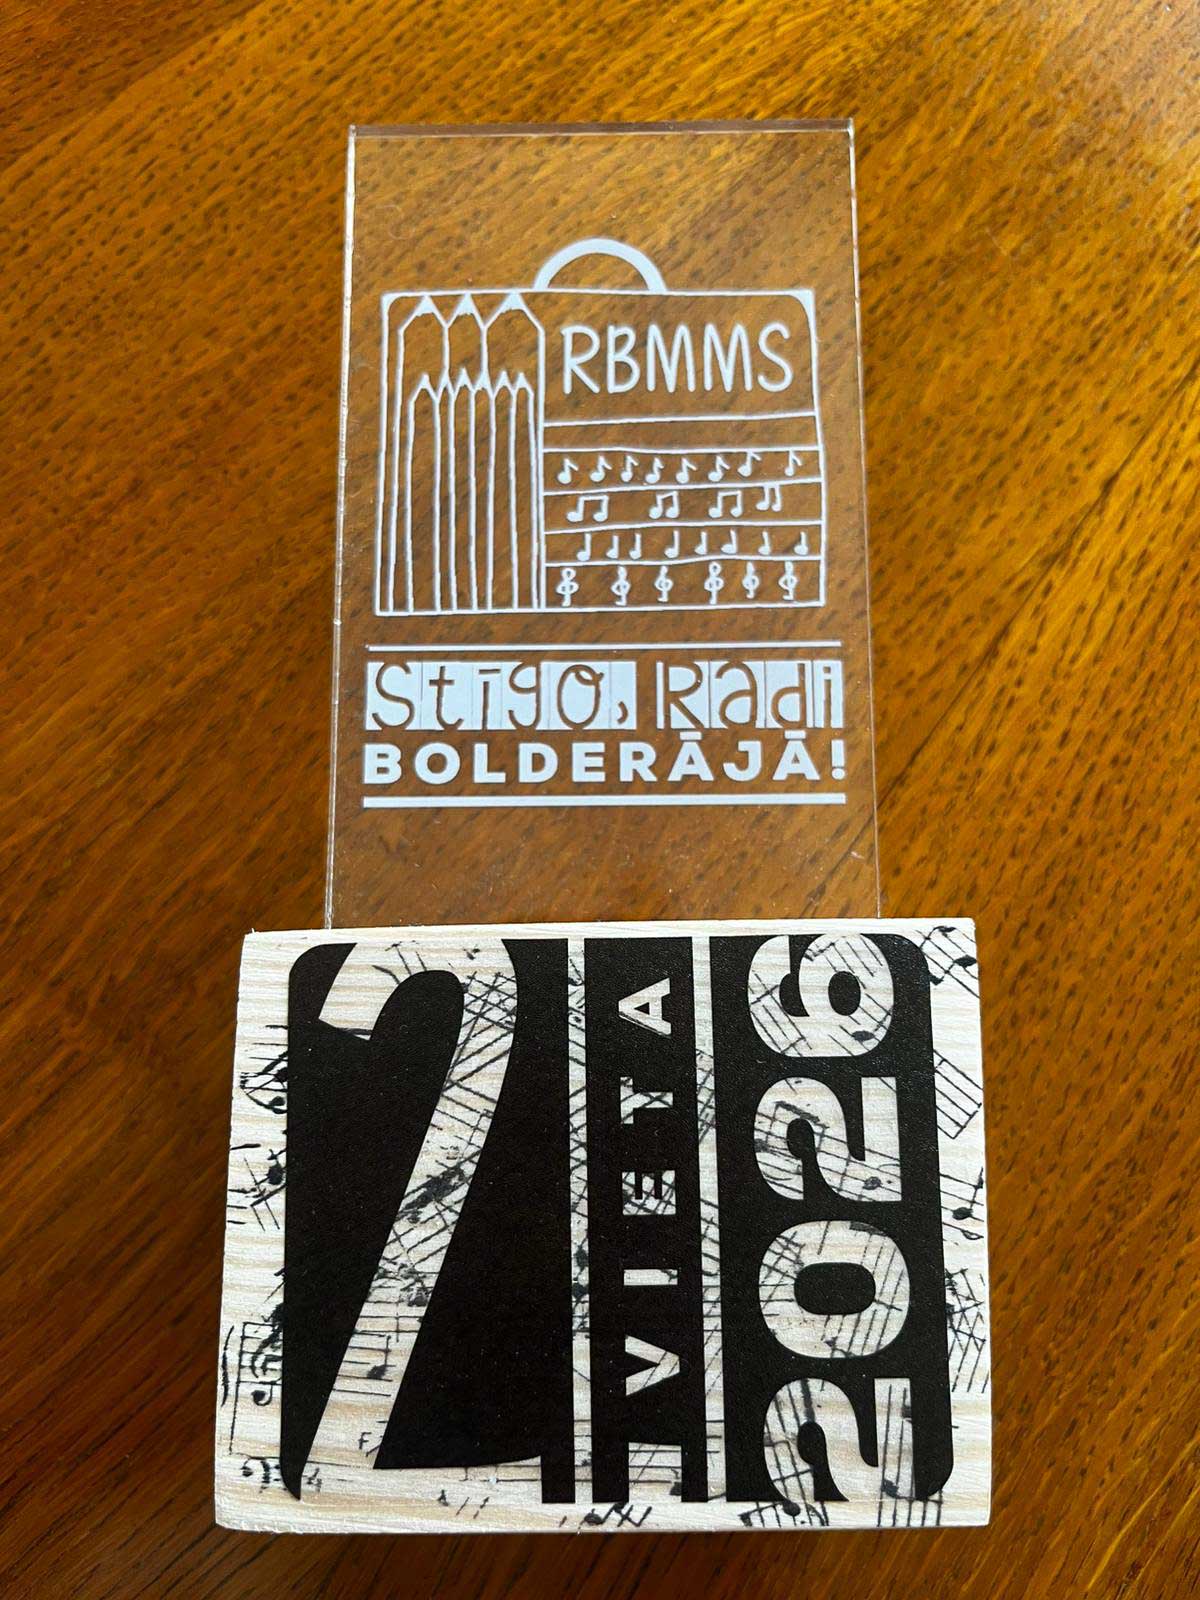 RBMMS
Stīgo, Radi
BOLDERĀJĀ!
2
VIETA
2026